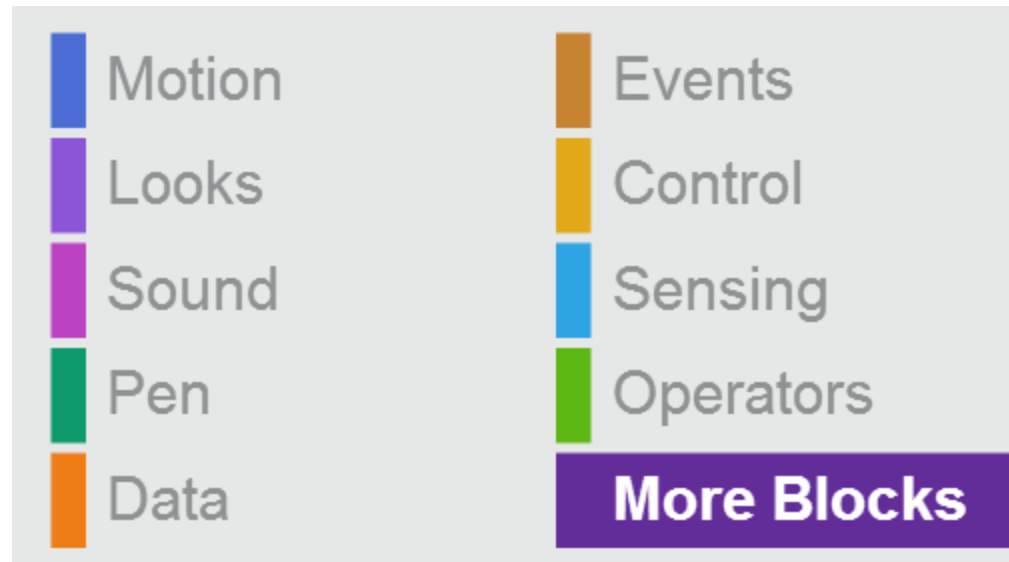 Motion
Looks
Sound
Pen
Data
Events
Control
Sensing
Operators
More Blocks